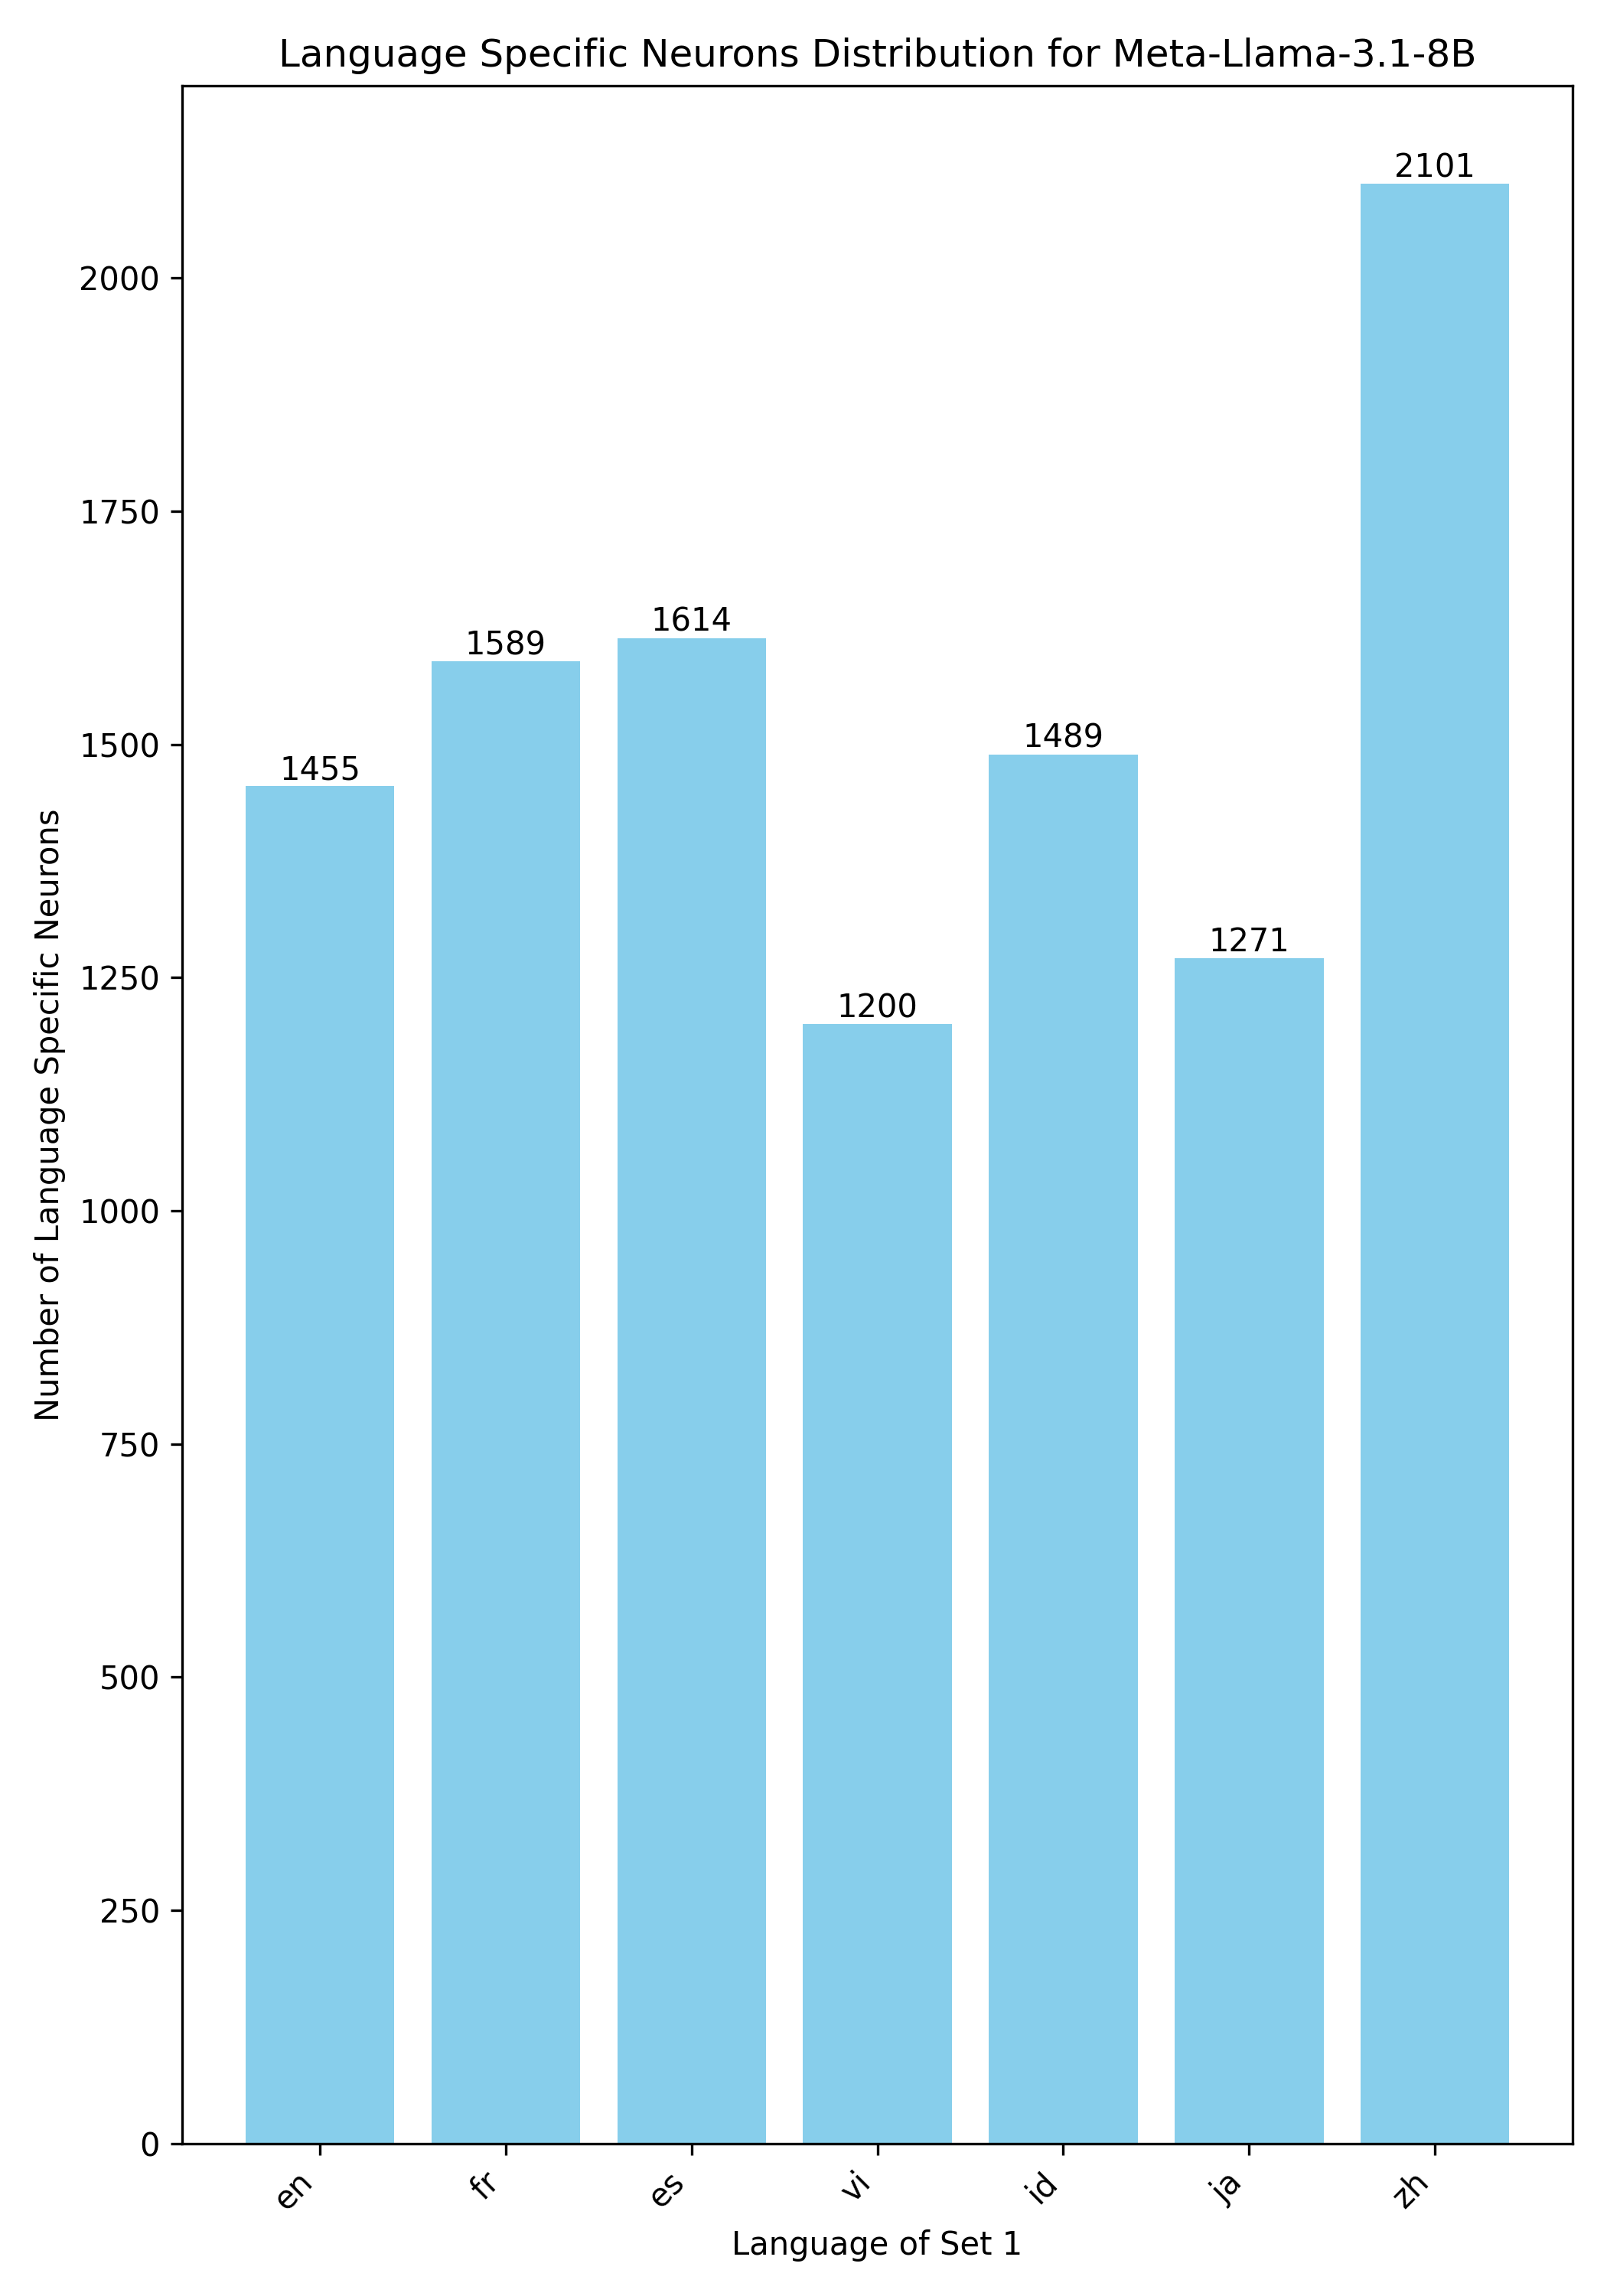 Language Specific Neurons Distribution for Meta-Llama-3.1-8B
Number of Language Specific Neurons
2000
1750
1500
1250
1000
750
500
250
0
1455
1589
1614
1200
1489
1271
2101
en
fr
es
vi
id
ja
zh
Language of Set 1